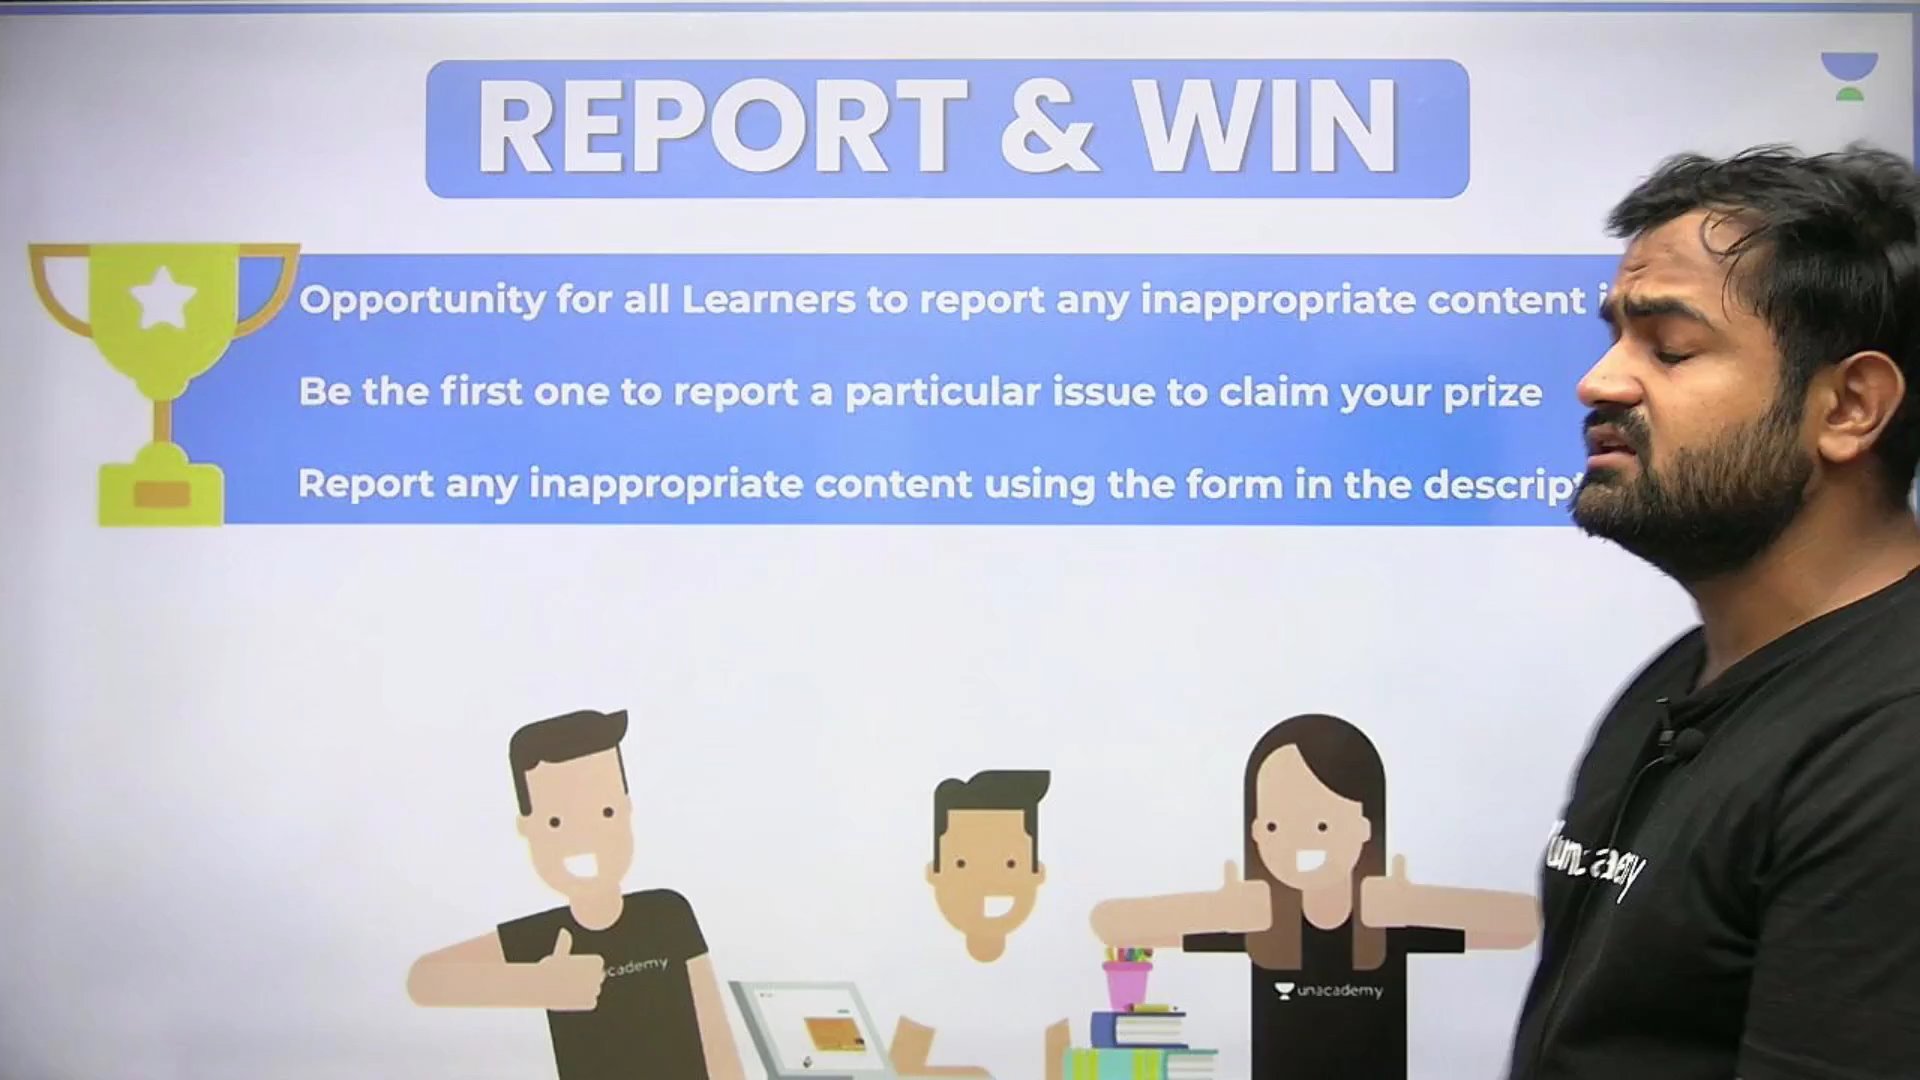 REPORT & WIN
Opportunity for all Learners to report any inappropriate content
Be the first one to report a particular issue to claim your prize
Report any inappropriate content using the form in the
unacademy